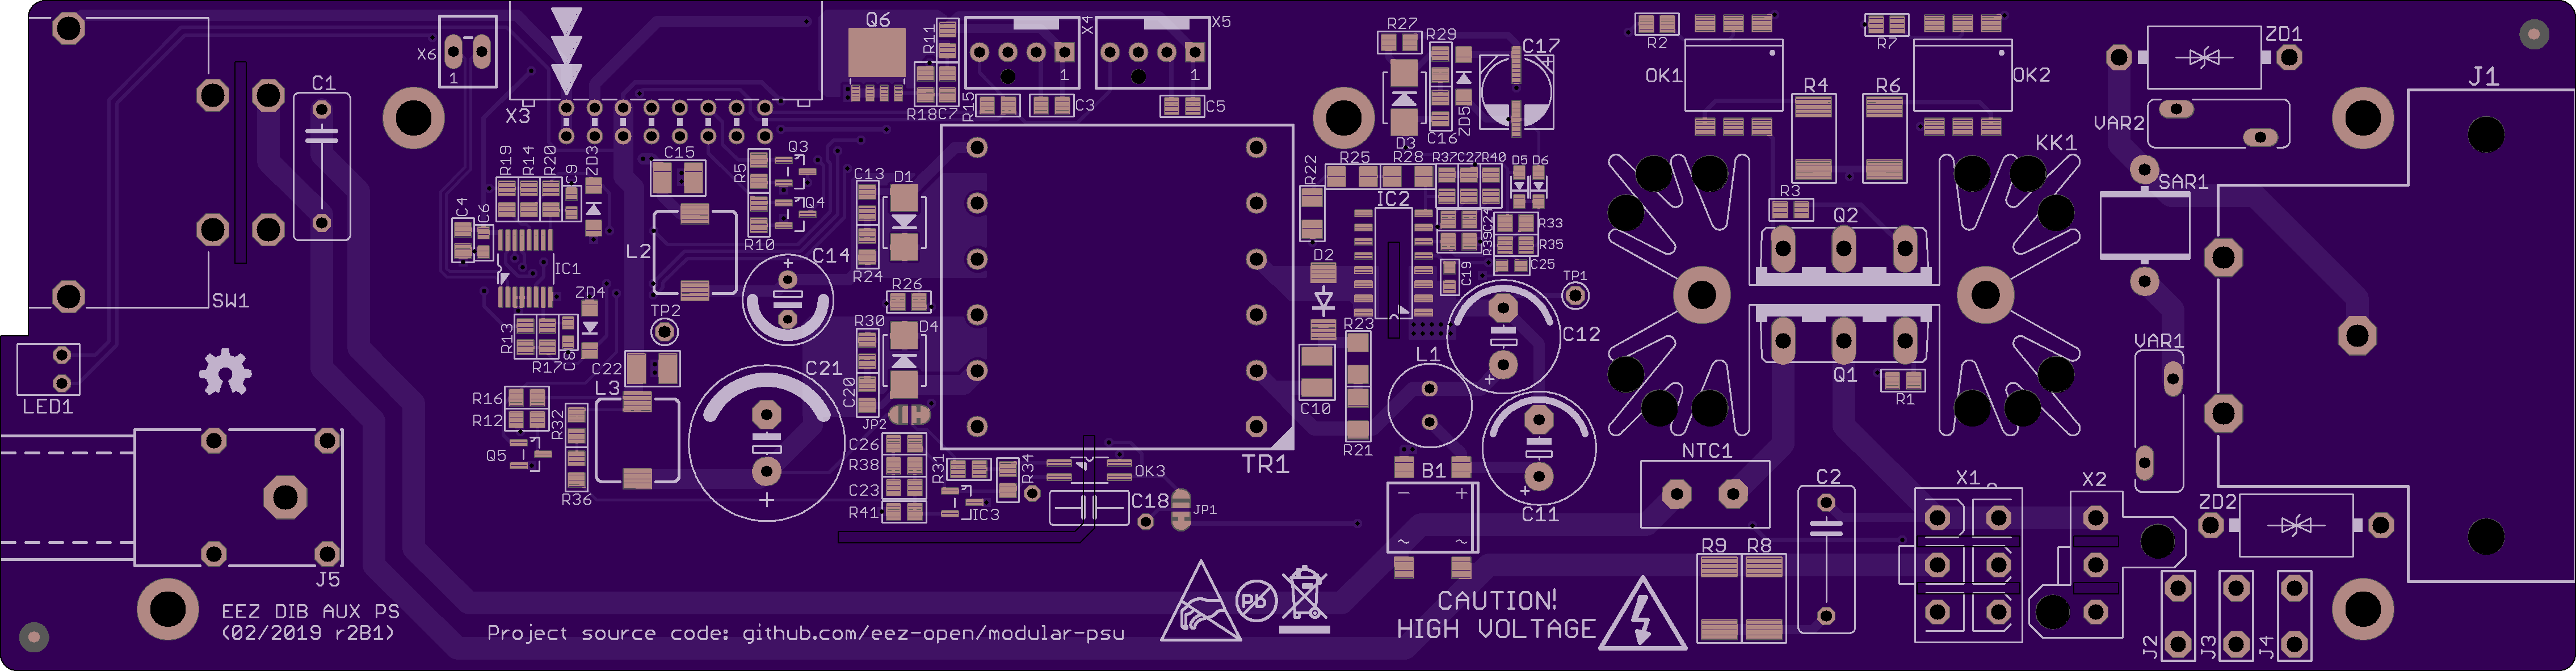 Q6
X4
X5
R27
R29
C17
R2
R7
ZD1
X6
1
R11
1
1
OK1
OK2
J1
C1
X3
R18
C7
R15
C3
C5
ZD5
C16
D3
R4
R6
VAR2
KK1
R19
R14
R20
C9
ZD3
C15
R5
Q3
C13
D1
R22
R25
R28
R37
C27
R40
D5
D6
SAR1
C4
C6
Q4
R10
IC2
C24
R33
R39
R35
R3
Q2
L2
IC1
C14
R24
D2
C19
C25
TP1
SW1
ZD4
TP2
R26
R30
D4
R23
C12
R13
R17
C8
C22
L3
C21
C20
L1
Q1
VAR1
LED1
R16
R12
R32
JP2
C10
R1
Q5
R36
C26
R38
C23
R41
R31
R34
OK3
TR1
R21
B1
NTC1
C2
X1
X2
ZD2
IC3
C18
JP1
C11
J5
R9
R8
EEZ DIB AUX PS
(02/2019 r2B1)
Project source code: github.com/eez-open/modular-psu
Pb
CAUTION!
HIGH VOLTAGE
J2
J3
J4